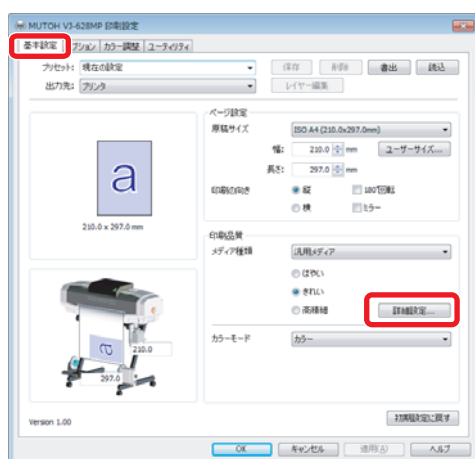 MUTOH VJ-628MP 印刷設定
基本設定 プション カラー調整 ユーティリティ
プリセット: 現在の設定 保存 削除 書出 読込
出力先: プリンタ レイヤー編集
ページ設定
原稿サイズ ISO A4 (210.0x297.0mm)
幅: 210.0 mm ユーザーサイズ...
長さ: 297.0 mm
印刷の向き 縦 180°回転
横 ミラー
a
210.0 x 297.0 mm
印刷品質
メディア種類 汎用メディア
はやい
きれい
高精細 詳細設定...
カラーモード カラー
a
210.0
297.0
Version 1.00 初期設定に戻す
OK キャンセル 適用(A) ヘルプ